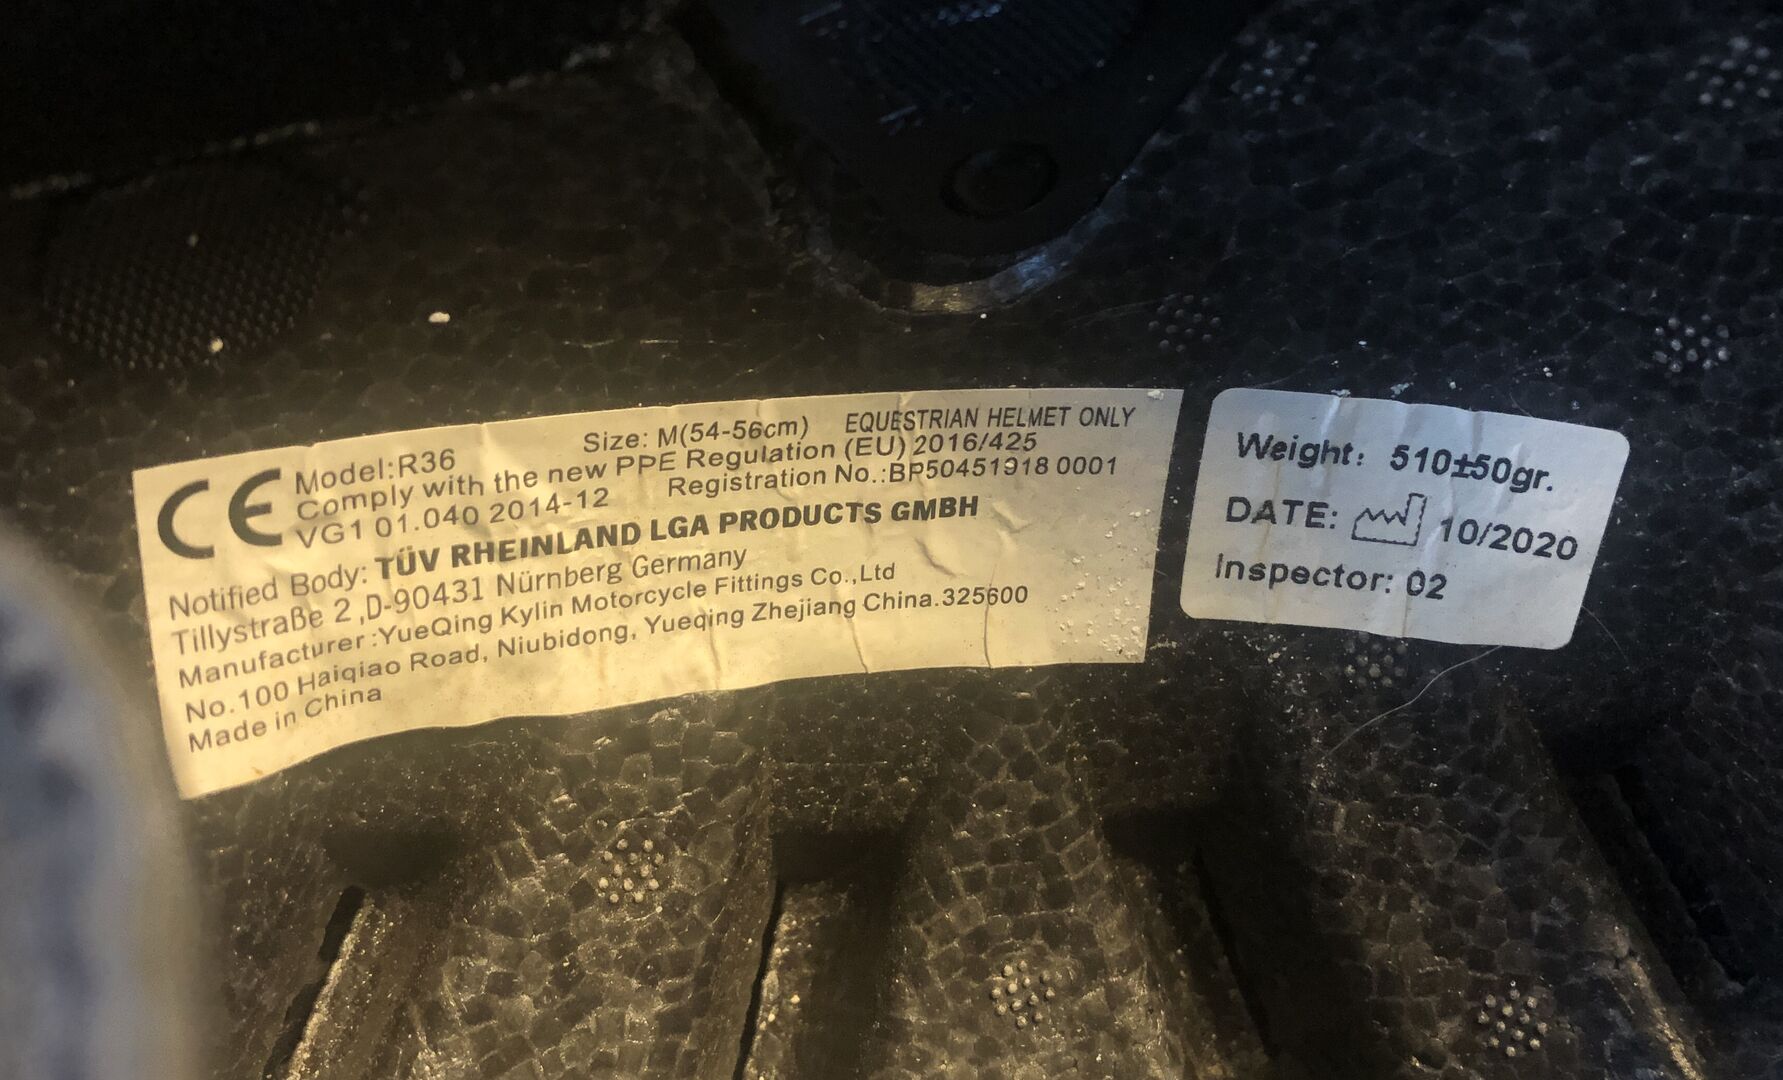 CE
Model:R36 Size: M(54-56cm) EQUESTRIAN HELMET ONLY
Comply with the new PPE Regulation (EU) 2016/425
VG1 01.040 2014-12 Registration No.:BP50451918 0001
Notified Body: TÜV RHEINLAND LGA PRODUCTS GMBH
Tillystraße 2 ,D-90431 Nürnberg Germany
Manufacturer:YueQing Kylin Motorcycle Fittings Co.,Ltd
No.100 Haiqiao Road, Niubidong, Yueqing Zhejiang China.325600
Made in China
Weight: 510±50gr.
DATE: 10/2020
Inspector: 02